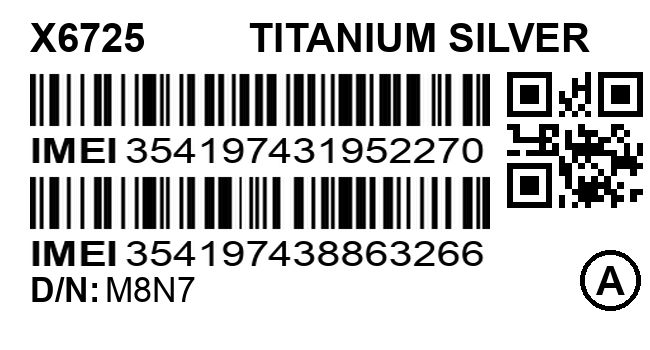 X6725 TITANIUM SILVER
IMEI 354197431952270
IMEI 354197438863266
D/N: M8N7
A